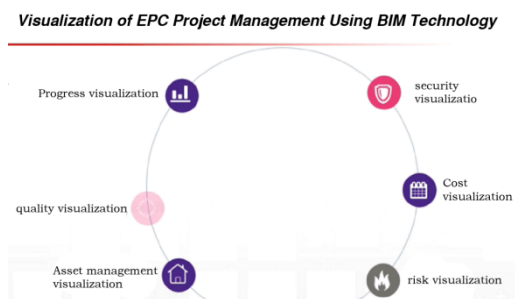 Visualization of EPC Project Management Using BIM Technology
Progress visualization
security
visualizatio
Cost
visualization
quality visualization
Asset management
visualization
risk visualization